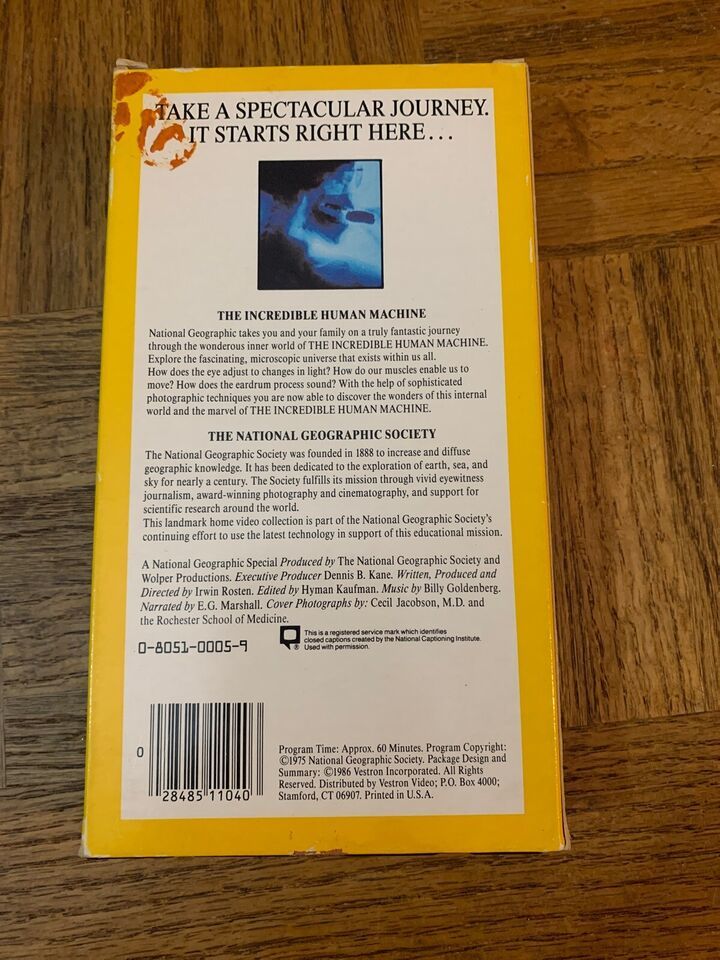 TAKE A SPECTACULAR JOURNEY.
IT STARTS RIGHT HERE...
THE INCREDIBLE HUMAN MACHINE
National Geographic takes you and your family on a truly fantastic journey
through the wonderous inner world of THE INCREDIBLE HUMAN MACHINE.
Explore the fascinating, microscopic universe that exists within us all.
How does the eye adjust to changes in light? How do our muscles enable us to
move? How does the eardrum process sound? With the help of sophisticated
photographic techniques you are now able to discover the wonders of this internal
world and the marvel of THE INCREDIBLE HUMAN MACHINE.
THE NATIONAL GEOGRAPHIC SOCIETY
The National Geographic Society was founded in 1888 to increase and diffuse
geographic knowledge. It has been dedicated to the exploration of earth, sea, and
sky for nearly a century. The Society fulfills its mission through vivid eyewitness
journalism, award-winning photography and cinematography, and support for
scientific research around the world.
This landmark home video collection is part of the National Geographic Society's
continuing effort to use the latest technology in support of this educational mission.
A National Geographic Special Produced by The National Geographic Society and
Wolper Productions. Executive Producer Dennis B. Kane. Written, Produced and
Directed by Irwin Rosten. Edited by Hyman Kaufman. Music by Billy Goldenberg.
Narrated by E.G. Marshall. Cover Photographs by: Cecil Jacobson, M.D. and
the Rochester School of Medicine.
0-8051-0005-9
This is a registered service mark which identifies
closed captions created by the National Captioning Institute.
® Used with permission.
0 28485 11040
Program Time: Approx. 60 Minutes. Program Copyright:
©1975 National Geographic Society. Package Design and
Summary: ©1986 Vestron Incorporated. All Rights
Reserved. Distributed by Vestron Video; P.O. Box 4000;
Stamford, CT 06907. Printed in U.S.A.